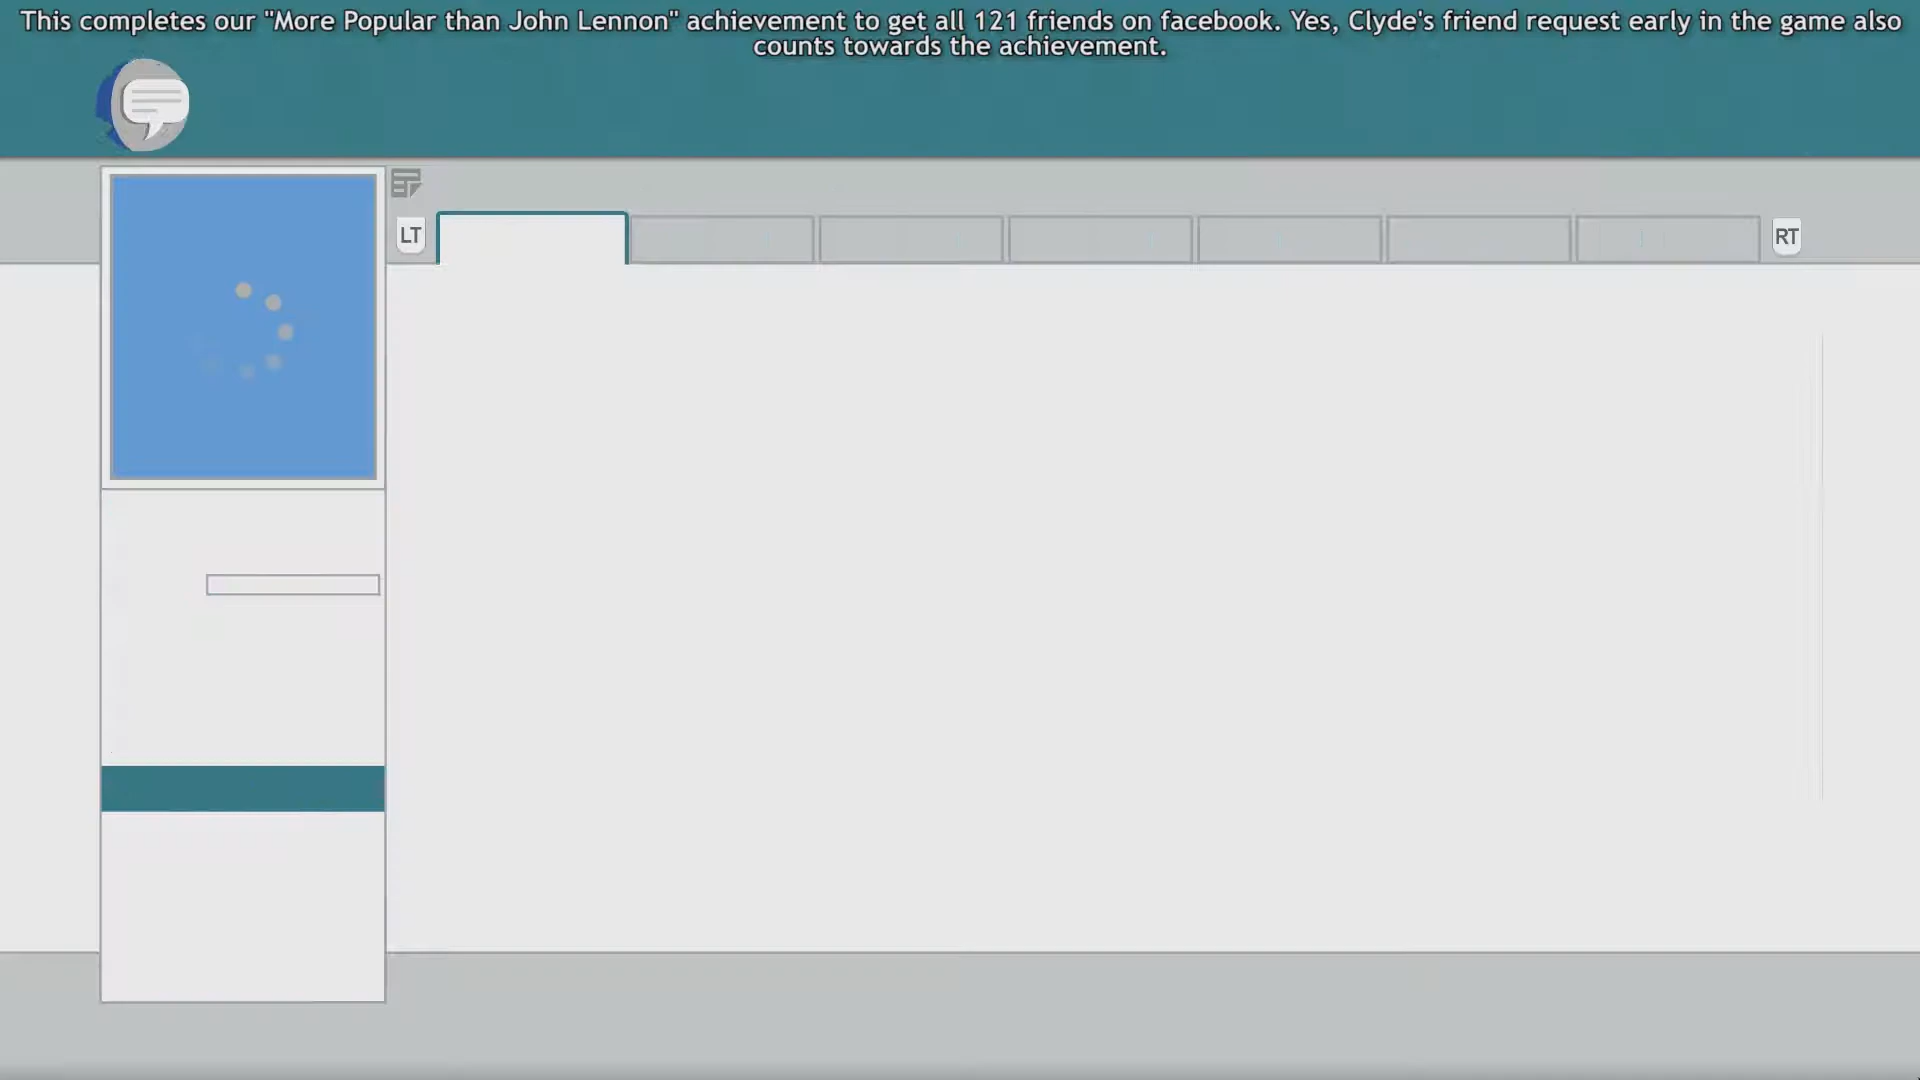 This completes our "More Popular than John Lennon" achievement to get all 121 friends on facebook. Yes, Clyde's friend request early in the game also
counts towards the achievement.
LT
RT